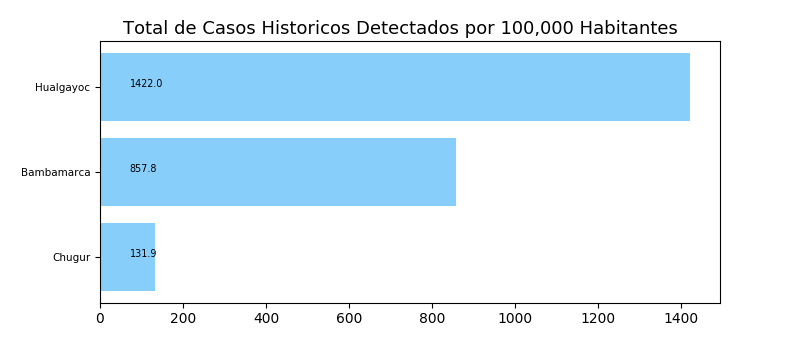 Total de Casos Historicos Detectados por 100,000 Habitantes
Hualgayoc
1422.0
Bambamarca
857.8
Chugur
131.9
0 200 400 600 800 1000 1200 1400